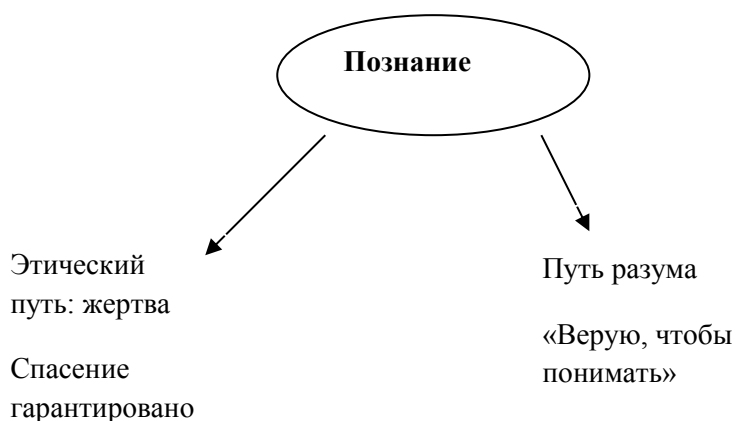 Познание
Этический
путь: жертва
Спасение
гарантировано
Путь разума
«Верую, чтобы
понимать»